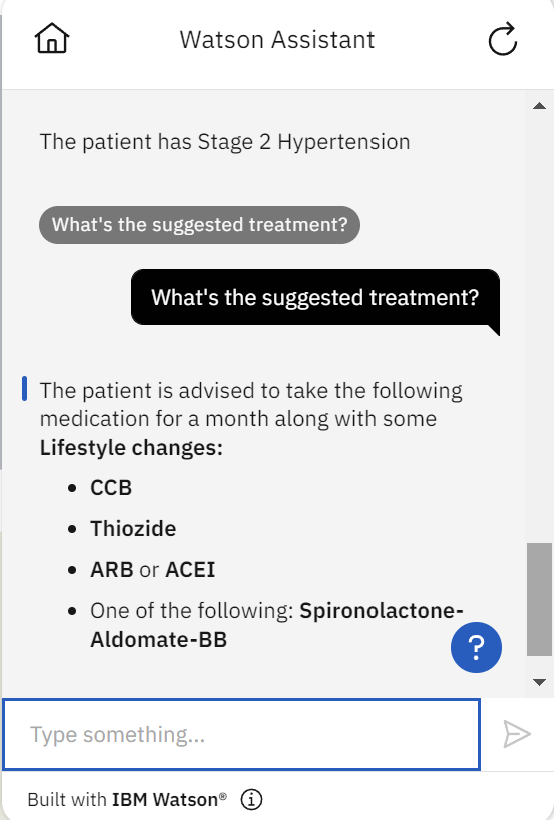 Watson Assistant
The patient has Stage 2 Hypertension
What's the suggested treatment?
What's the suggested treatment?
The patient is advised to take the following
medication for a month along with some
Lifestyle changes:
• CCB
• Thiozide
• ARB or ACEI
• One of the following: Spironolactone-
Aldomate-BB
?
Type something...
Built with IBM Watson®